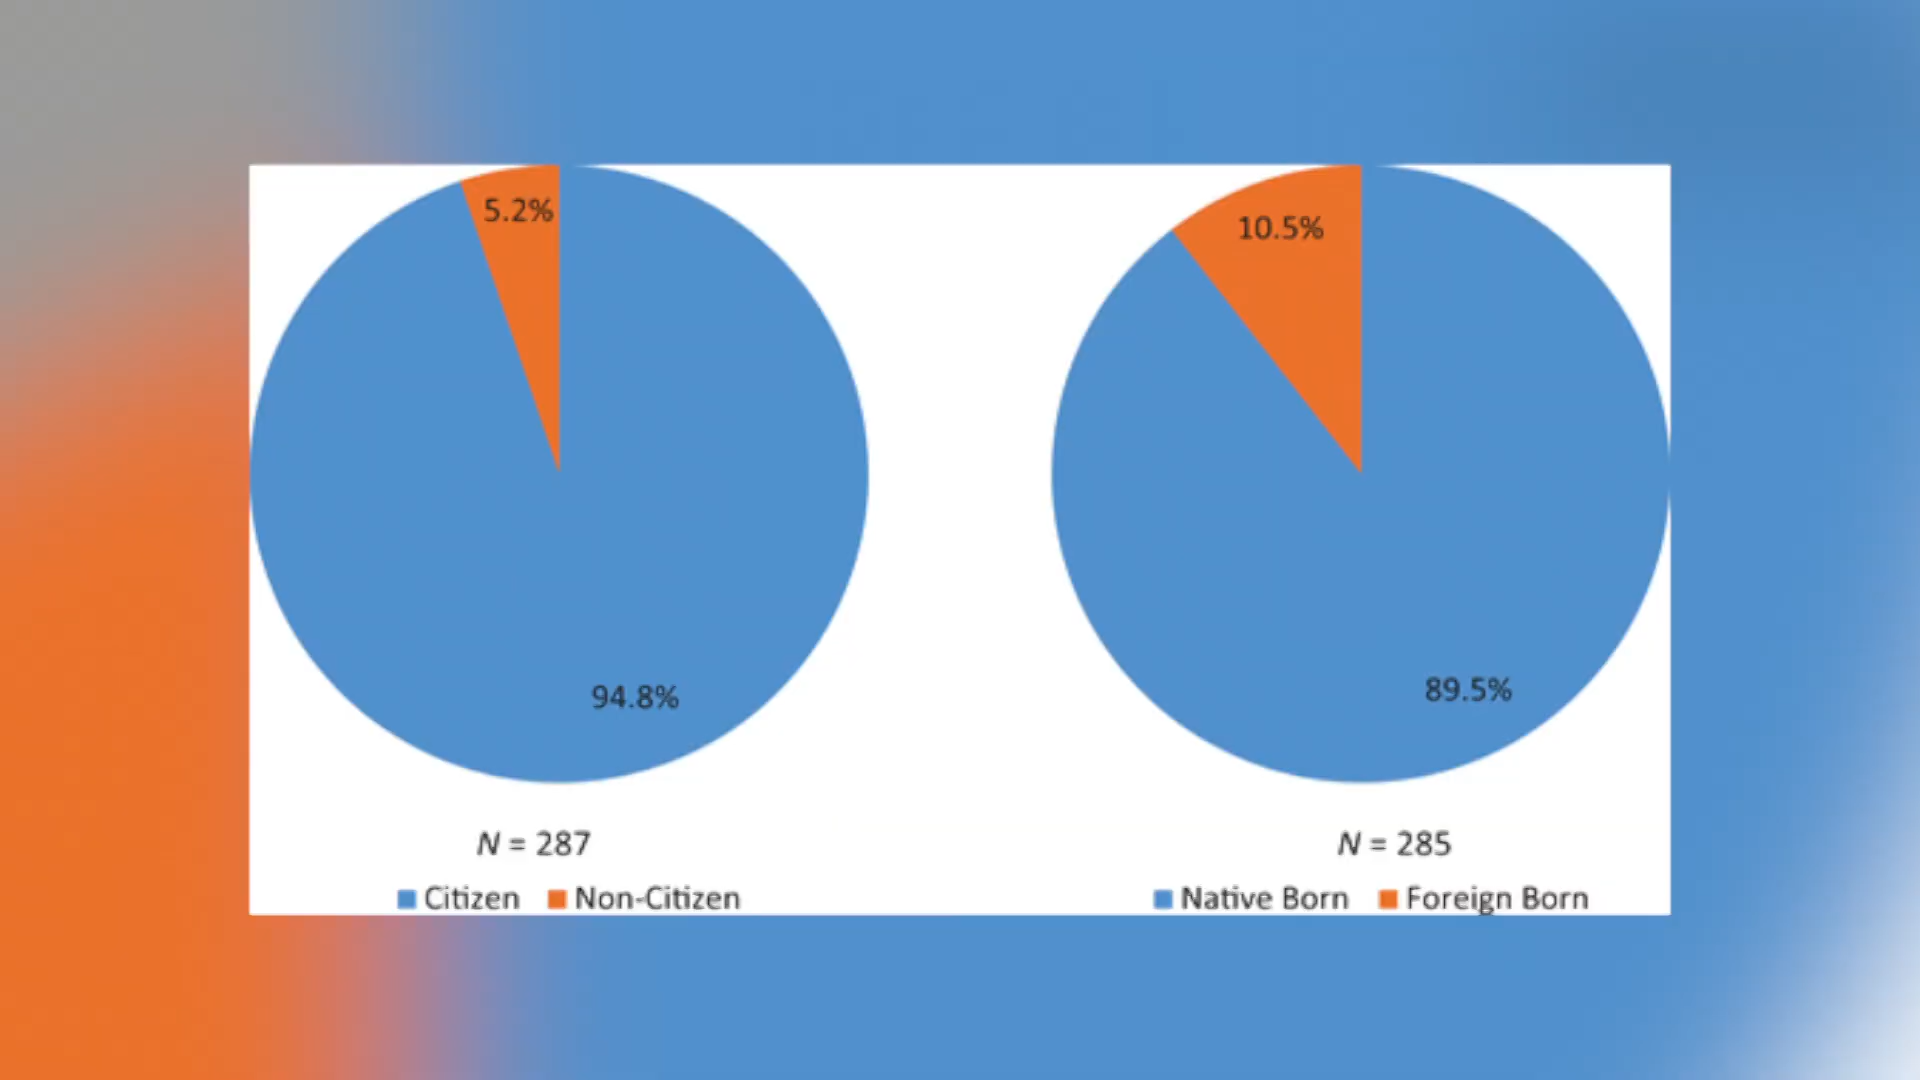 5.2%
94.8%
N = 287
Citizen Non-Citizen
10.5%
89.5%
N = 285
Native Born Foreign Born